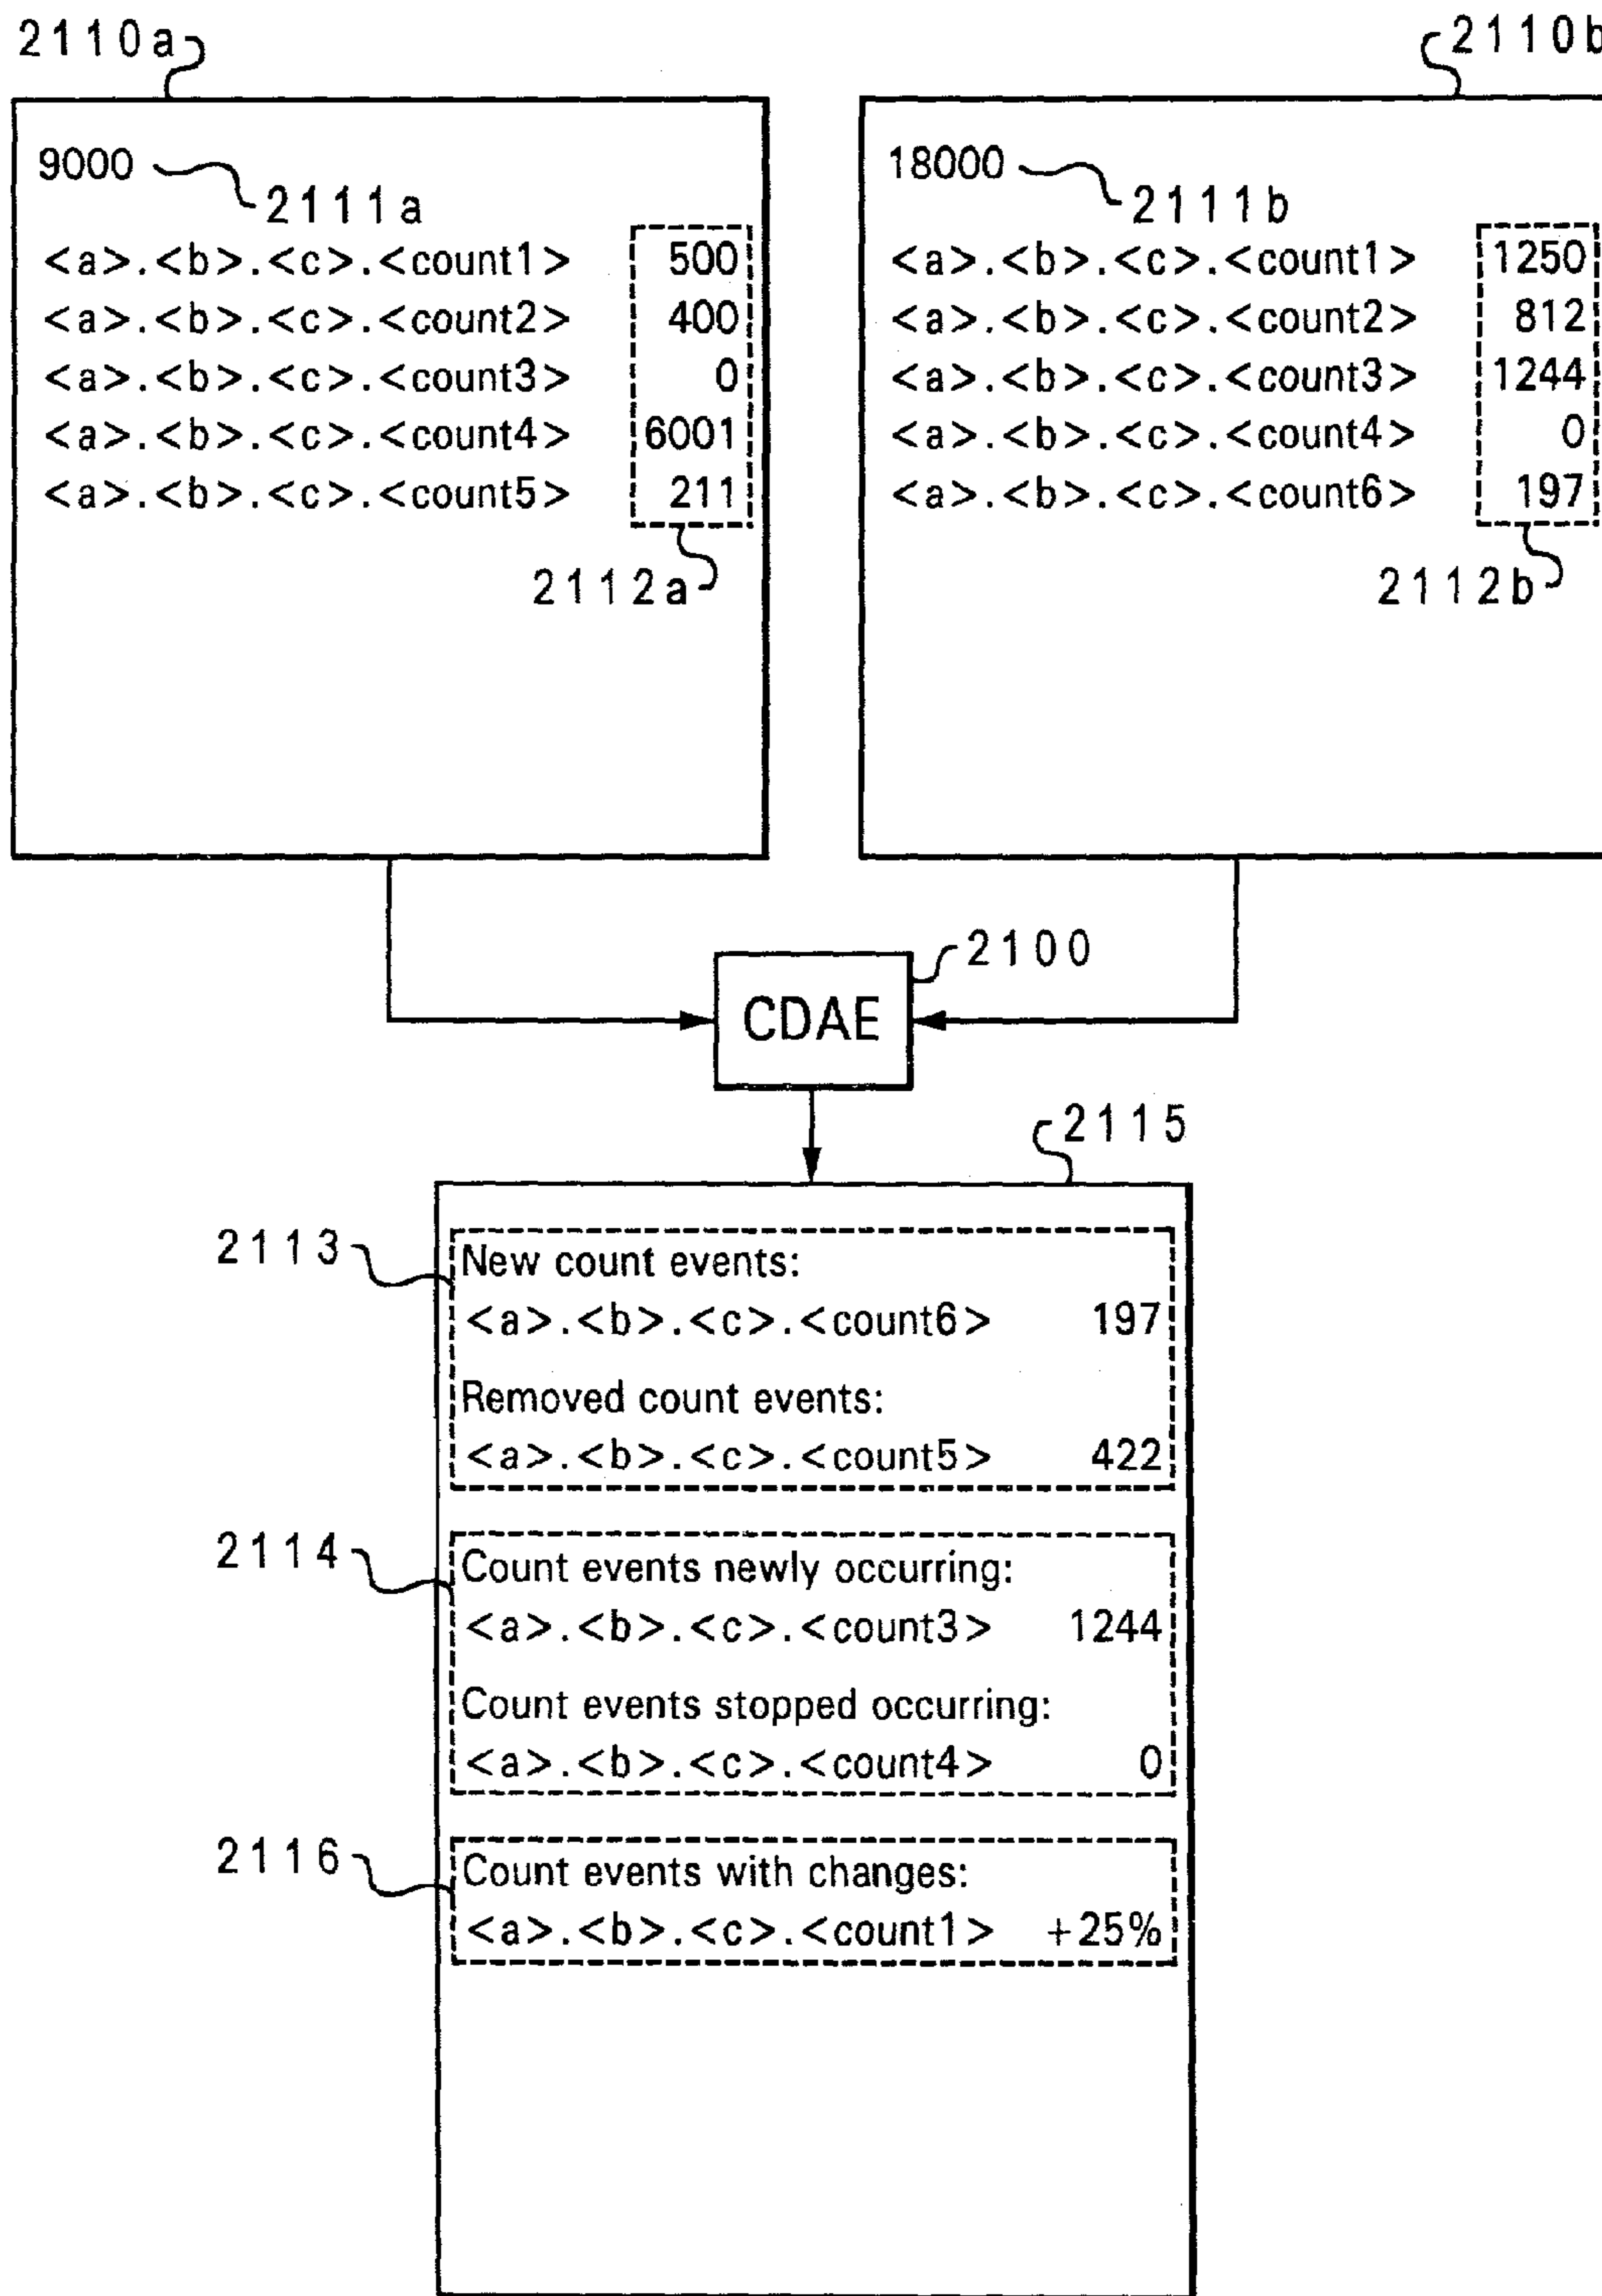 2110a
9000
2111a
<a>.<b>.<c>.<count1> 500
<a>.<b>.<c>.<count2> 400
<a>.<b>.<c>.<count3> 0
<a>.<b>.<c>.<count4> 6001
<a>.<b>.<c>.<count5> 211
2112a
2110b
18000
2111b
<a>.<b>.<c>.<count1> 1250
<a>.<b>.<c>.<count2> 812
<a>.<b>.<c>.<count3> 1244
<a>.<b>.<c>.<count4> 0
<a>.<b>.<c>.<count6> 197
2112b
2100
CDAE
2115
2113
New count events:
<a>.<b>.<c>.<count6> 197
Removed count events:
<a>.<b>.<c>.<count5> 422
2114
Count events newly occurring:
<a>.<b>.<c>.<count3> 1244
Count events stopped occurring:
<a>.<b>.<c>.<count4> 0
2116
Count events with changes:
<a>.<b>.<c>.<count1> +25%